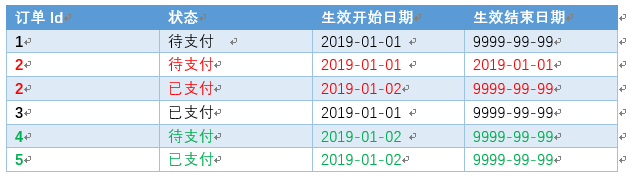 订单 Id 状态 生效开始日期 生效结束日期
1 待支付 2019-01-01 9999-99-99
2 待支付 2019-01-01 2019-01-01
2 已支付 2019-01-02 9999-99-99
3 已支付 2019-01-01 9999-99-99
4 待支付 2019-01-02 9999-99-99
5 已支付 2019-01-02 9999-99-99